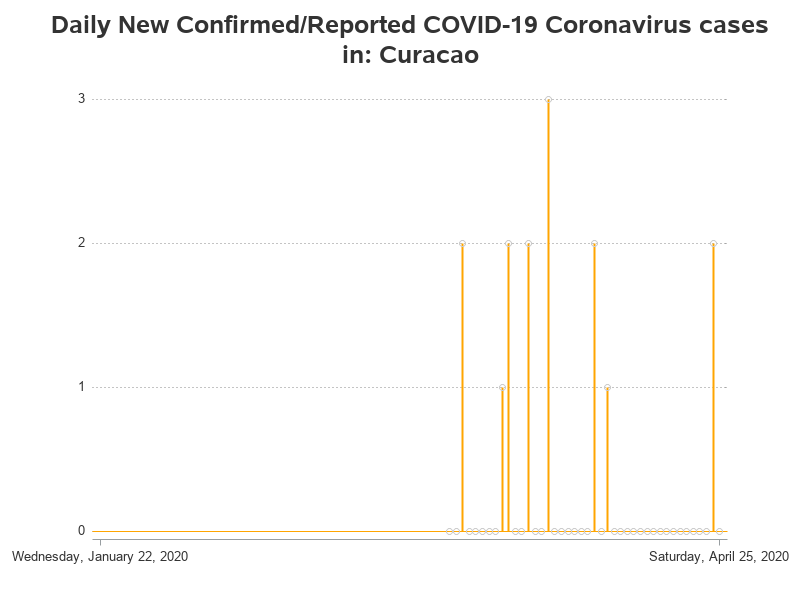 Daily New Confirmed/Reported COVID-19 Coronavirus cases
in: Curacao
3
2
1
0
Wednesday, January 22, 2020
Saturday, April 25, 2020